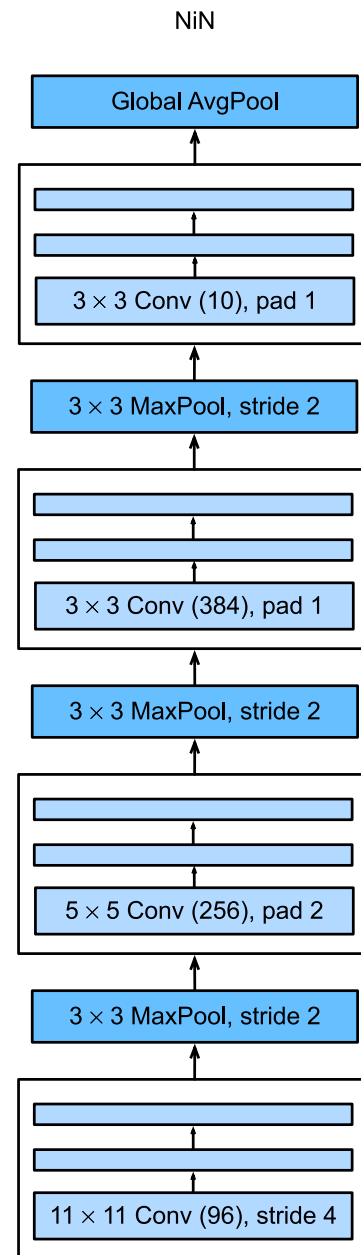 NiN
Global AvgPool
3 × 3 Conv (10), pad 1
3 × 3 MaxPool, stride 2
3 × 3 Conv (384), pad 1
3 × 3 MaxPool, stride 2
5 × 5 Conv (256), pad 2
3 × 3 MaxPool, stride 2
11 × 11 Conv (96), stride 4